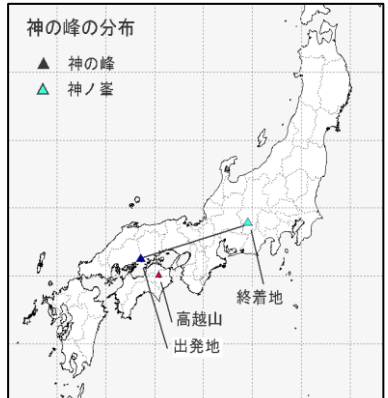 神の峰の分布
▲ 神の峰
△ 神ノ峯
終着地
高越山
出発地